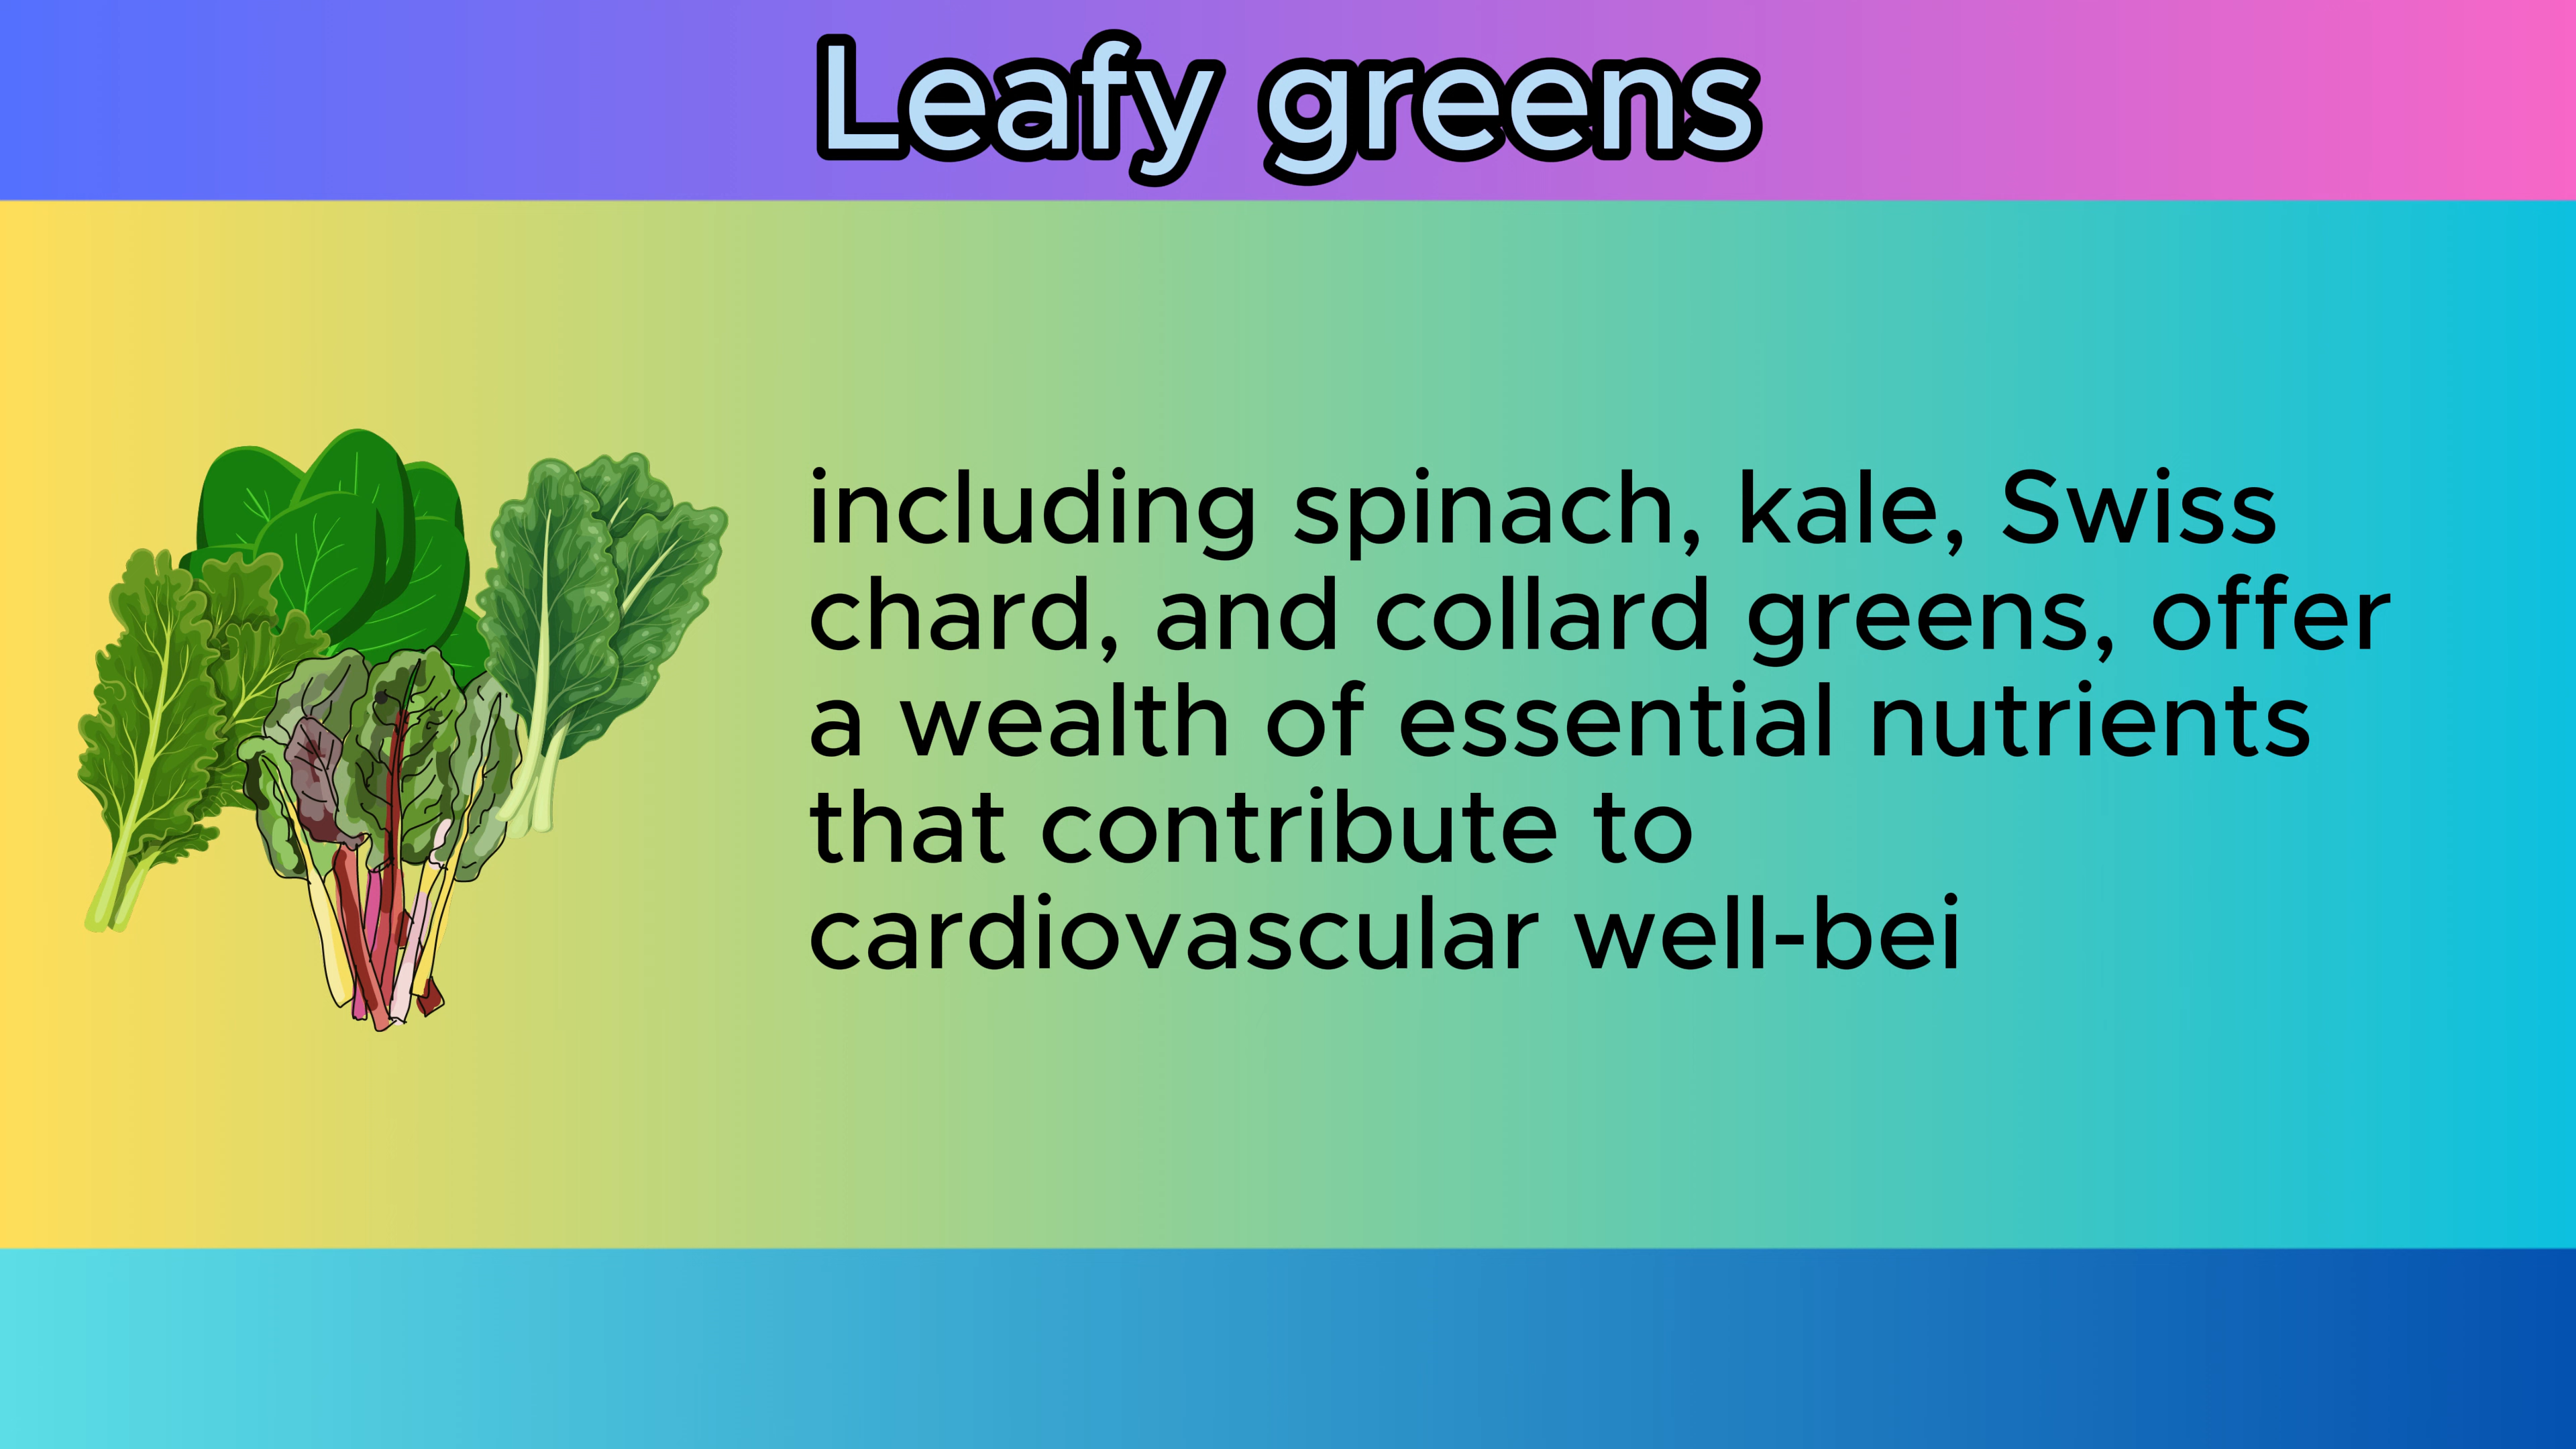 Leafy greens
including spinach, kale, Swiss
chard, and collard greens, offer
a wealth of essential nutrients
that contribute to
cardiovascular well-bei